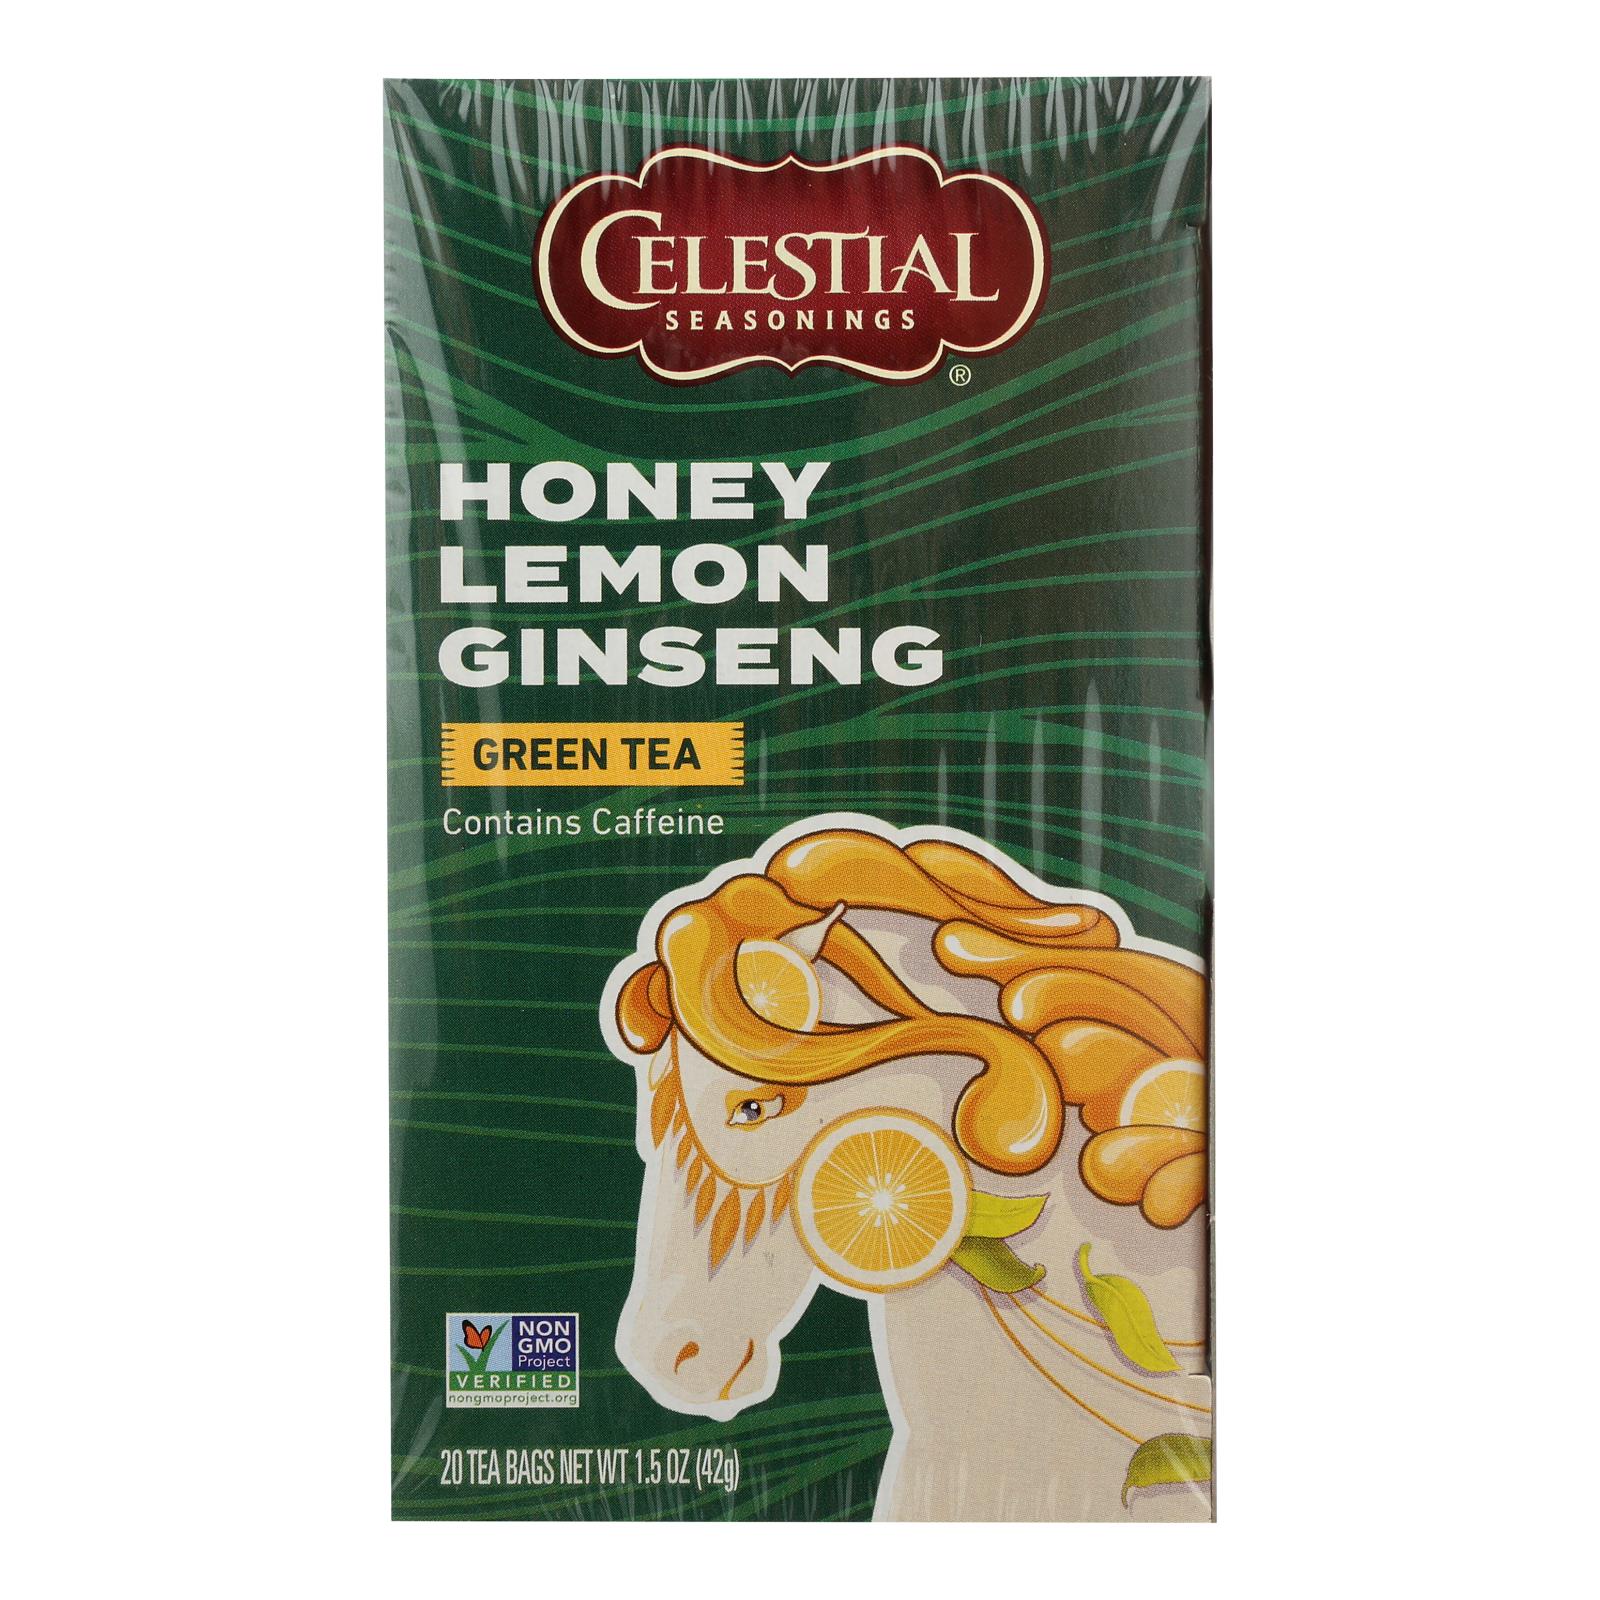 CELESTIAL
SEASONINGS
®
HONEY
LEMON
GINSENG
GREEN TEA
Contains Caffeine
NON
GMO
Project
VERIFIED
nongmoproject.org
20 TEA BAGS NET WT 1.5 OZ (42g)